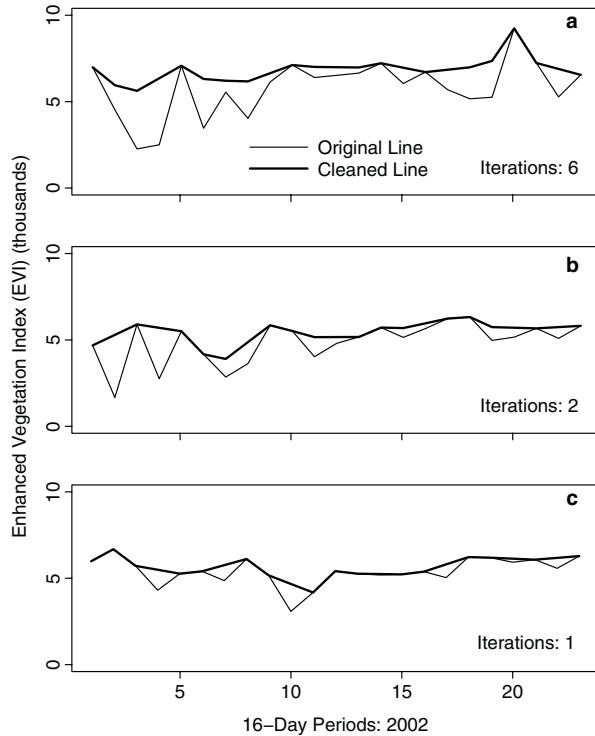 Enhanced Vegetation Index (EVI) (thousands)
a
10
5
0
Original Line
Cleaned Line
Iterations: 6
b
10
5
0
Iterations: 2
c
10
5
0
Iterations: 1
5 10 15 20
16−Day Periods: 2002